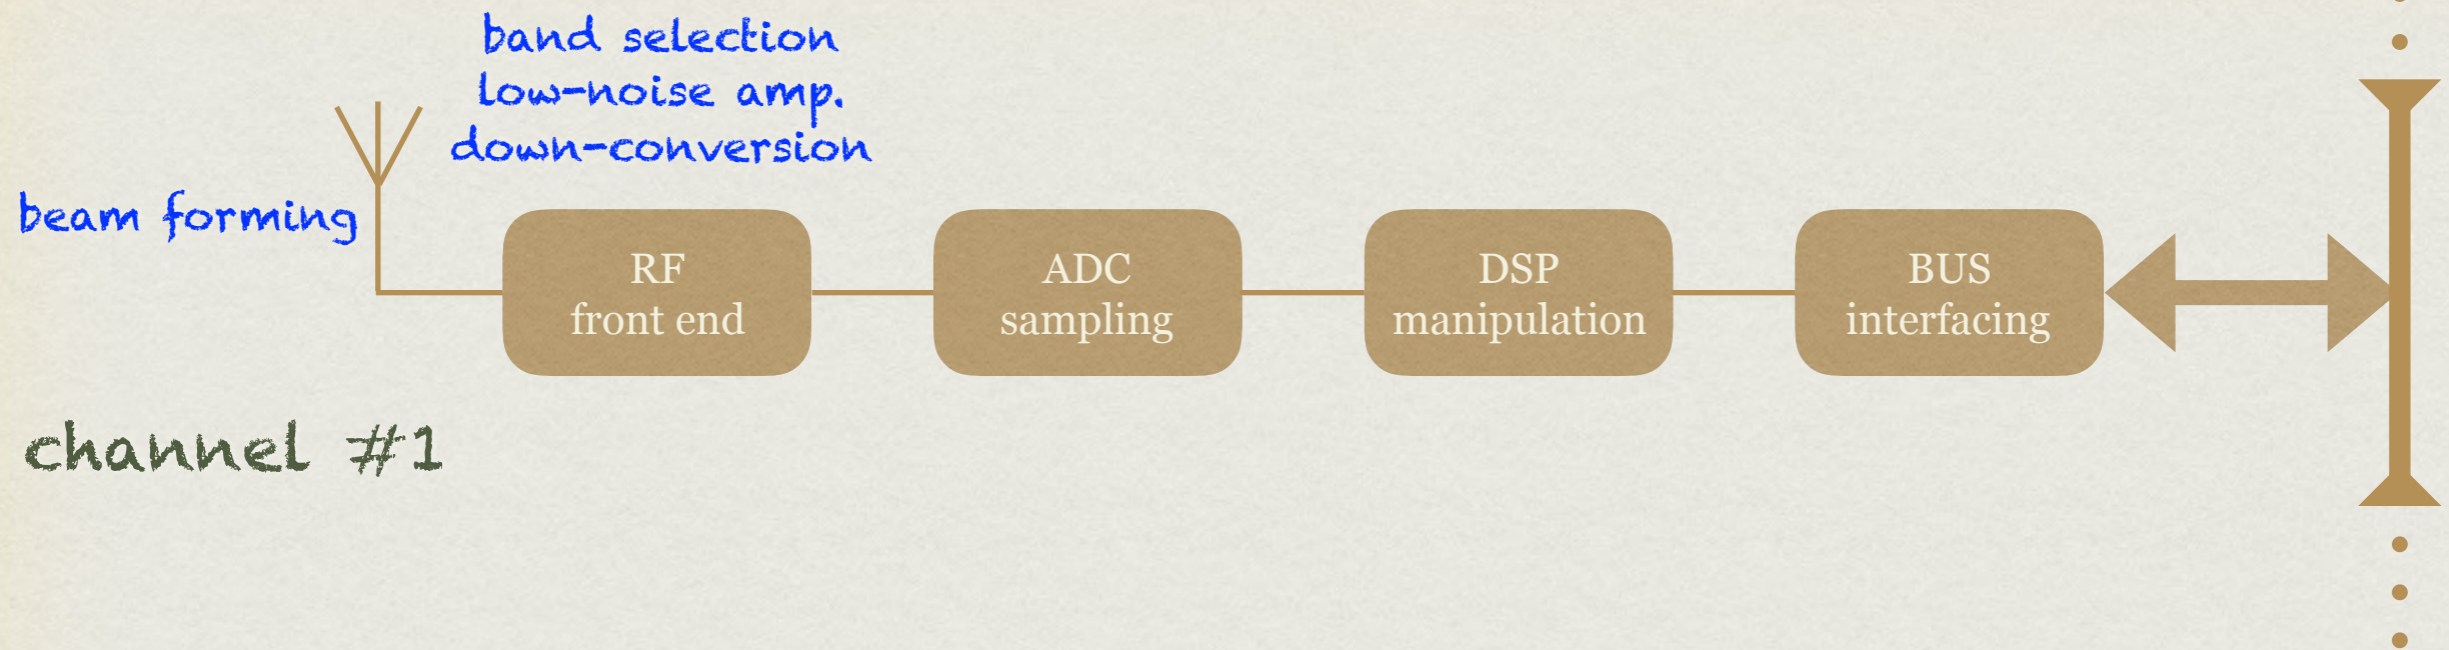 band selection
low-noise amp.
down-conversion
beam forming
RF
front end
ADC
sampling
DSP
manipulation
BUS
interfacing
channel #1